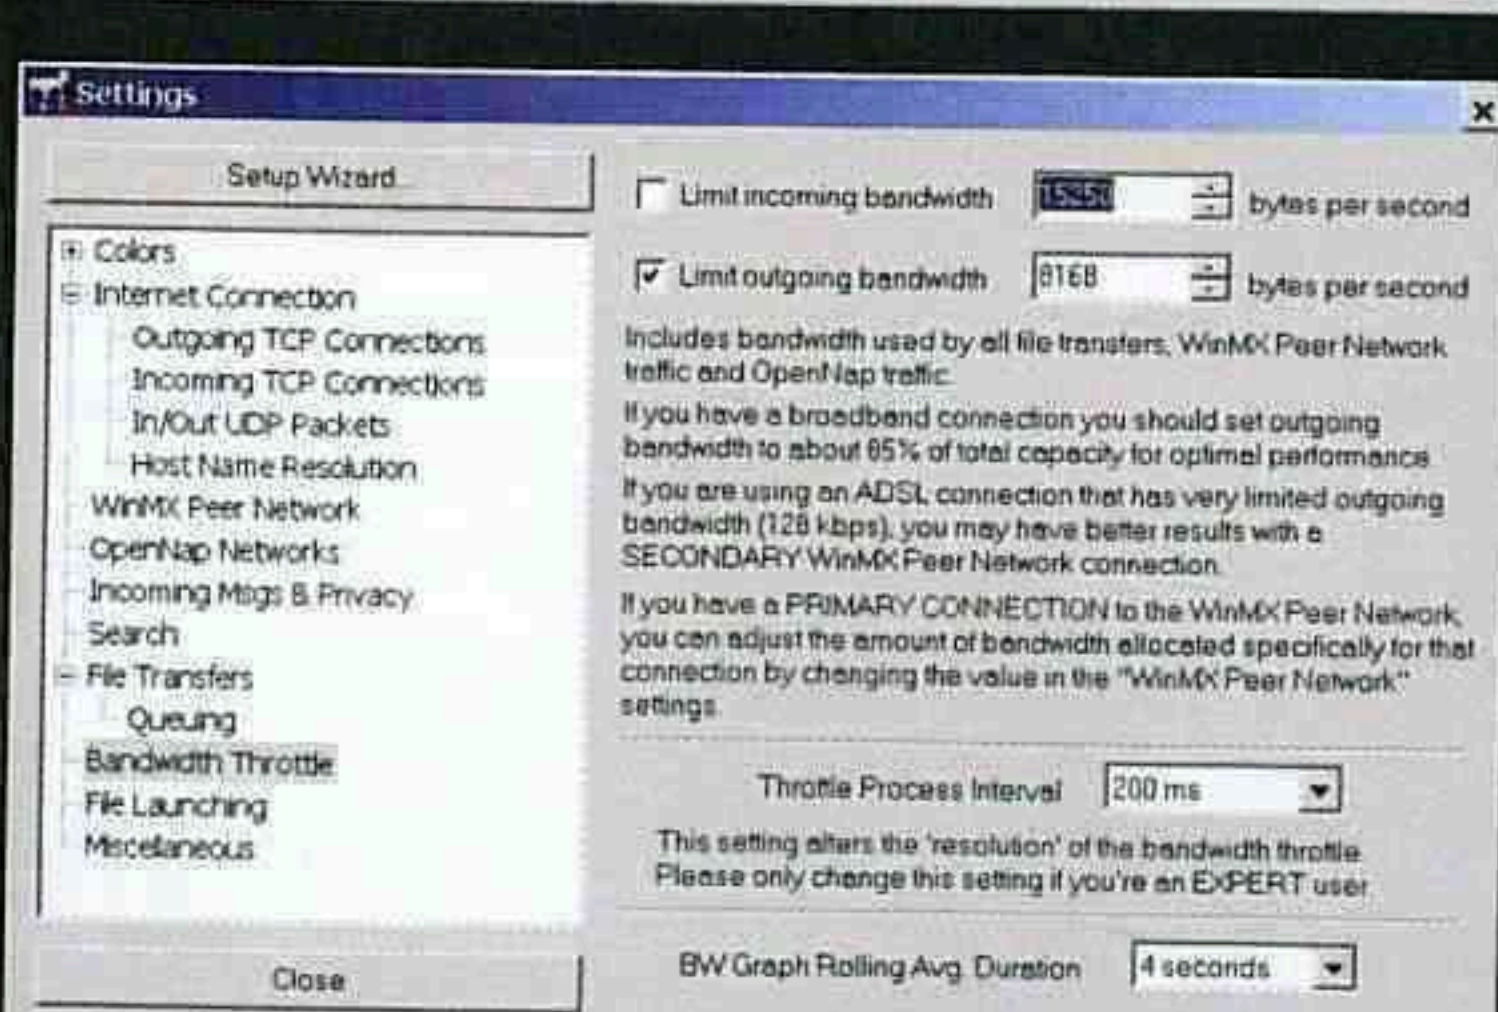 Settings
Setup Wizard...
Limit incoming bandwidth
bytes per second
Limit outgoing bandwidth 8168 bytes per second
Colors
Internet Connection
Outgoing TCP Connections
Incoming TCP Connections
In/Out UDP Packets
Host Name Resolution
WinMX Peer Network
OpenNap Networks
Incoming Msgs & Privacy
Search
File Transfers
Queuing
Bandwidth Throttle
File Launching
Miscellaneous
Close
Includes bandwidth used by all file transfers, WinMX Peer Network
traffic and OpenNap traffic.
If you have a broadband connection you should set outgoing
bandwidth to about 85% of total capacity for optimal performance.
If you are using an ADSL connection that has very limited outgoing
bandwidth (128 kbps), you may have better results with a
SECONDARY WinMX Peer Network connection.
If you have a PRIMARY CONNECTION to the WinMX Peer Network,
you can adjust the amount of bandwidth allocated specifically for that
connection by changing the value in the "WinMX Peer Network"
settings.
Throttle Process Interval 200 ms
This setting alters the 'resolution' of the bandwidth throttle.
Please only change this setting if you're an EXPERT user
BW Graph Rolling Avg. Duration 4 seconds